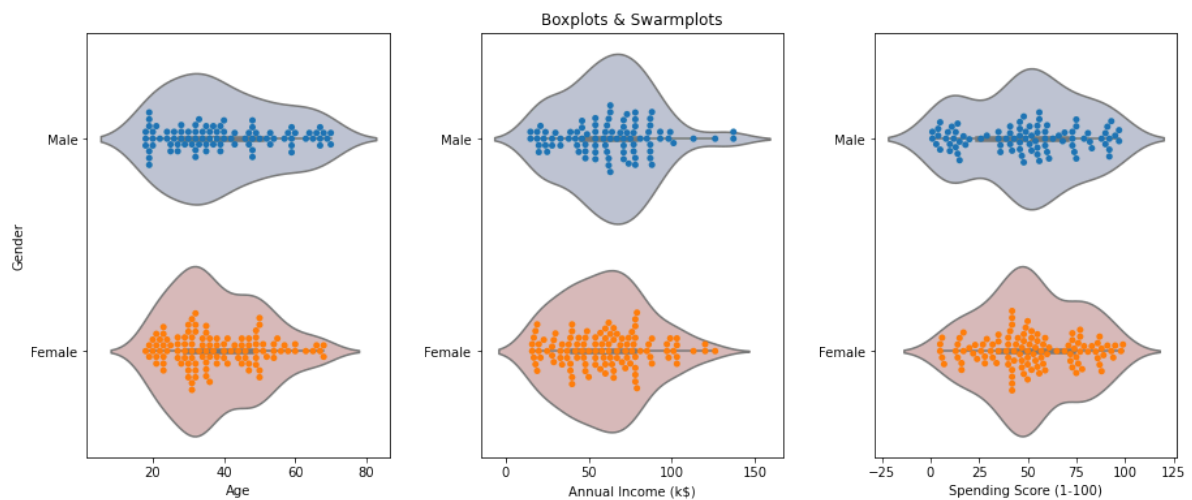 Boxplots & Swarmplots
Gender
Male
Female
20 40 60 80
Age
Male
Female
0 50 100 150
Annual Income (k$)
Male
Female
-25 0 25 50 75 100 125
Spending Score (1-100)